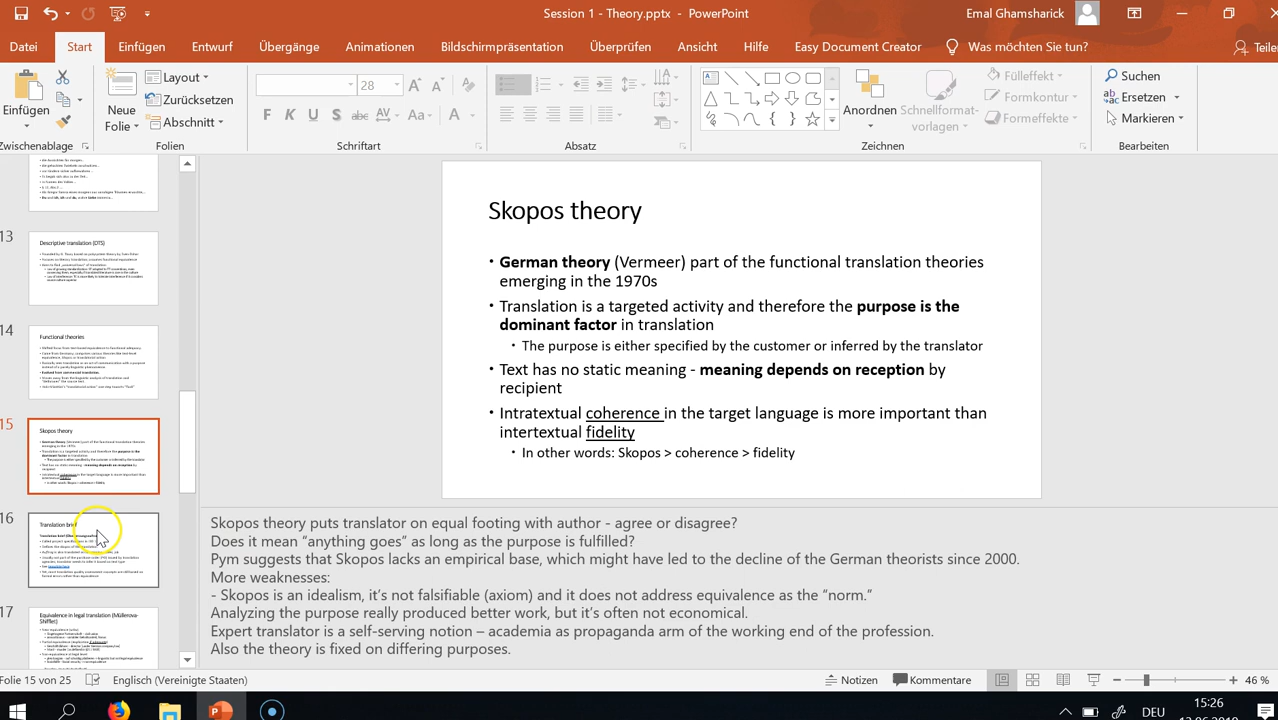 Session 1 - Theory.pptx - PowerPoint
Emal Ghamsharick
Datei Start Einfügen Entwurf Übergänge Animationen Bildschirmpräsentation Überprüfen Ansicht Hilfe Easy Document Creator Was möchten Sie tun? Teile
Einfügen
Neue
Folie
Layout
Zurücksetzen
Abschnitt
28
F K U S abc AV Aa A
Fülleffekt
Formkontur
Formeffekte
Anordnen
Schnellformat-
vorlagen
Suchen
Ersetzen
Markieren
Zwischenablage Folien Schriftart Absatz Zeichnen Bearbeiten
13
Descriptive translation (DTS)
14
Functional theories
15
Skopos theory
16
Translation brief
17
Equivalence in legal translation (Müllerova-
Shifflet)
Skopos theory
• German theory (Vermeer) part of the functional translation theories
emerging in the 1970s
• Translation is a targeted activity and therefore the purpose is the
dominant factor in translation
• The purpose is either specified by the customer or inferred by the translator
• Text has no static meaning - meaning depends on reception by
recipient
• Intratextual coherence in the target language is more important than
intertextual fidelity
• In other words: Skopos > coherence > fidelity
Skopos theory puts translator on equal footing with author - agree or disagree?
Does it mean “anything goes” as long as the purpose is fulfilled?
Pym suggests that Skopos lacks an empirical base, which might have led to the decline of the German theorists since 2000.
More weaknesses:
- Skopos is an idealism, it’s not falsifiable (axiom) and it does not address equivalence as the “norm.”
Analyzing the purpose really produced better work, but it’s often not economical.
Expert translator is a self-serving notion - academia as propaganda arm of the wealthy end of the profession.
theory is fixed on differing purposes.
Folie 15 von 25 Englisch (Vereinigte Staaten) Notizen Kommentare 46 %
DEU
15:26